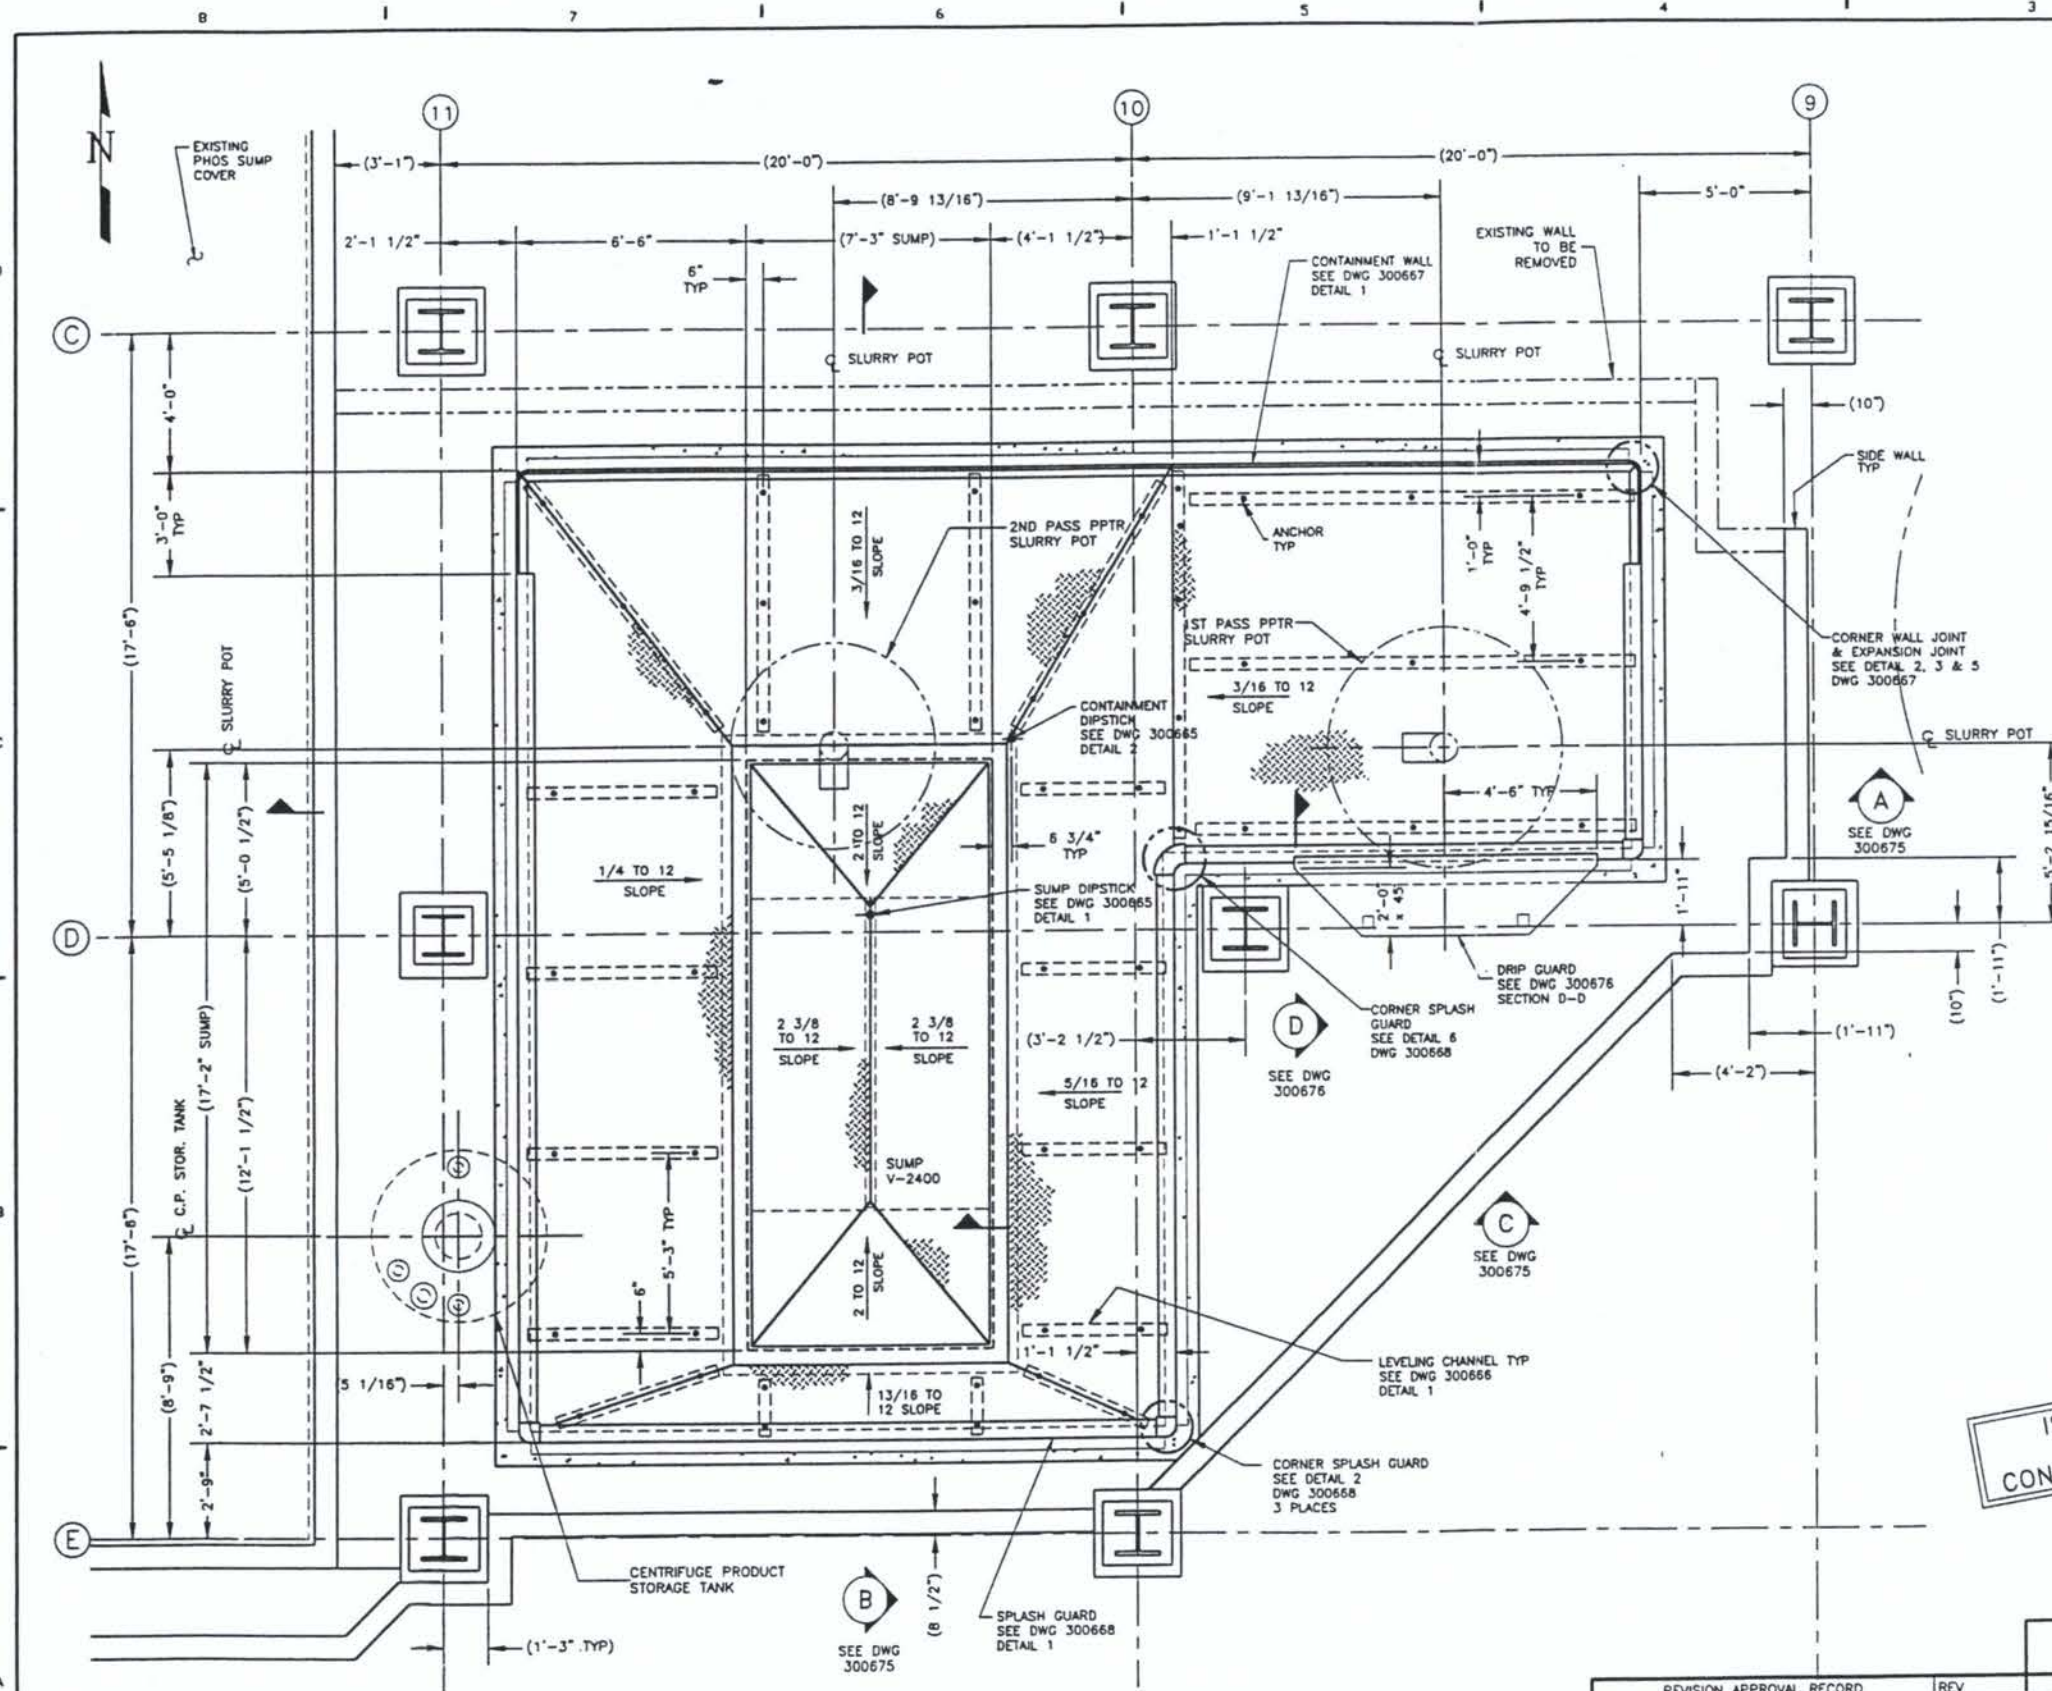 8
7
6
5
4
3
N
11
10
9
EXISTING
PHOS SUMP
COVER
(3'-1")
(20'-0")
(20'-0")
5'-0"
(8'-9 13/16")
(9'-1 13/16")
2'-1 1/2"
6'-6"
(7'-3" SUMP)
(4'-1 1/2")
1'-1 1/2"
6"
TYP
CONTAINMENT WALL
SEE DWG 300667
DETAIL 1
EXISTING WALL
TO BE
REMOVED
C
℄ SLURRY POT
℄ SLURRY POT
(10")
4'-0"
3'-0"
TYP
(17'-6")
SIDE WALL
TYP
2ND PASS PPTR
SLURRY POT
3/16 TO 12
SLOPE
ANCHOR
TYP
1'-0"
TYP
4'-9 1/2"
TYP
1ST PASS PPTR
SLURRY POT
CORNER WALL JOINT
& EXPANSION JOINT
SEE DETAIL 2, 3 & 5
DWG 300667
3/16 TO 12
SLOPE
℄ SLURRY POT
CONTAINMENT
DIPSTICK
SEE DWG 300665
DETAIL 2
℄ SLURRY POT
4'-6" TYP
A
SEE DWG
300675
5'-2 15/16"
(5'-5 1/8")
(5'-0 1/2")
2 TO 12
SLOPE
6 3/4"
TYP
1/4 TO 12
SLOPE
SUMP DIPSTICK
SEE DWG 300665
DETAIL 1
2'-0
x 45
1'-11"
D
DRIP GUARD
SEE DWG 300676
SECTION D-D
(10")
(1'-11")
CORNER SPLASH
GUARD
SEE DETAIL 6
DWG 300668
2 3/8
TO 12
SLOPE
2 3/8
TO 12
SLOPE
(3'-2 1/2")
D
SEE DWG
300676
(1'-11")
(4'-2")
5/16 TO 12
SLOPE
(17'-2" SUMP)
(12'-1 1/2")
℄ C.P. STOR. TANK
(17'-6")
SUMP
V-2400
C
SEE DWG
300675
5'-3" TYP
6"
2 TO 12
SLOPE
1'-1 1/2"
LEVELING CHANNEL TYP
SEE DWG 300666
DETAIL 1
(8'-9")
2'-7 1/2"
2'-9"
5 1/16")
13/16 TO
12 SLOPE
CORNER SPLASH GUARD
SEE DETAIL 2
DWG 300668
3 PLACES
CON
E
CENTRIFUGE PRODUCT
STORAGE TANK
B
SEE DWG
300675
(8 1/2")
SPLASH GUARD
SEE DWG 300668
DETAIL 1
(1'-3" TYP)
REVISION APPROVAL RECORD
REV